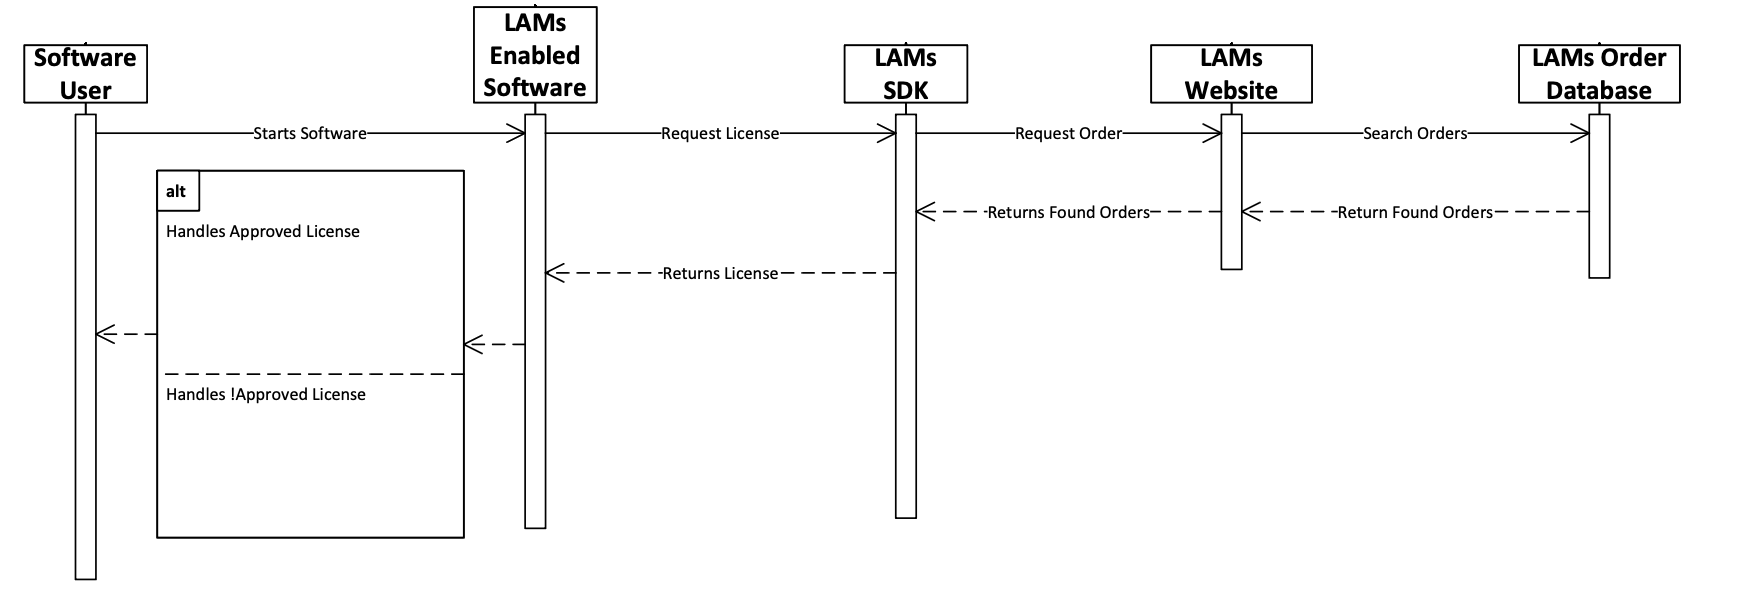 Software
User
LAMs
Enabled
Software
LAMs
SDK
LAMs
Website
LAMs Order
Database
Starts Software
Request License
Request Order
Search Orders
alt
Handles Approved License
Returns Found Orders
Return Found Orders
Returns License
Handles !Approved License